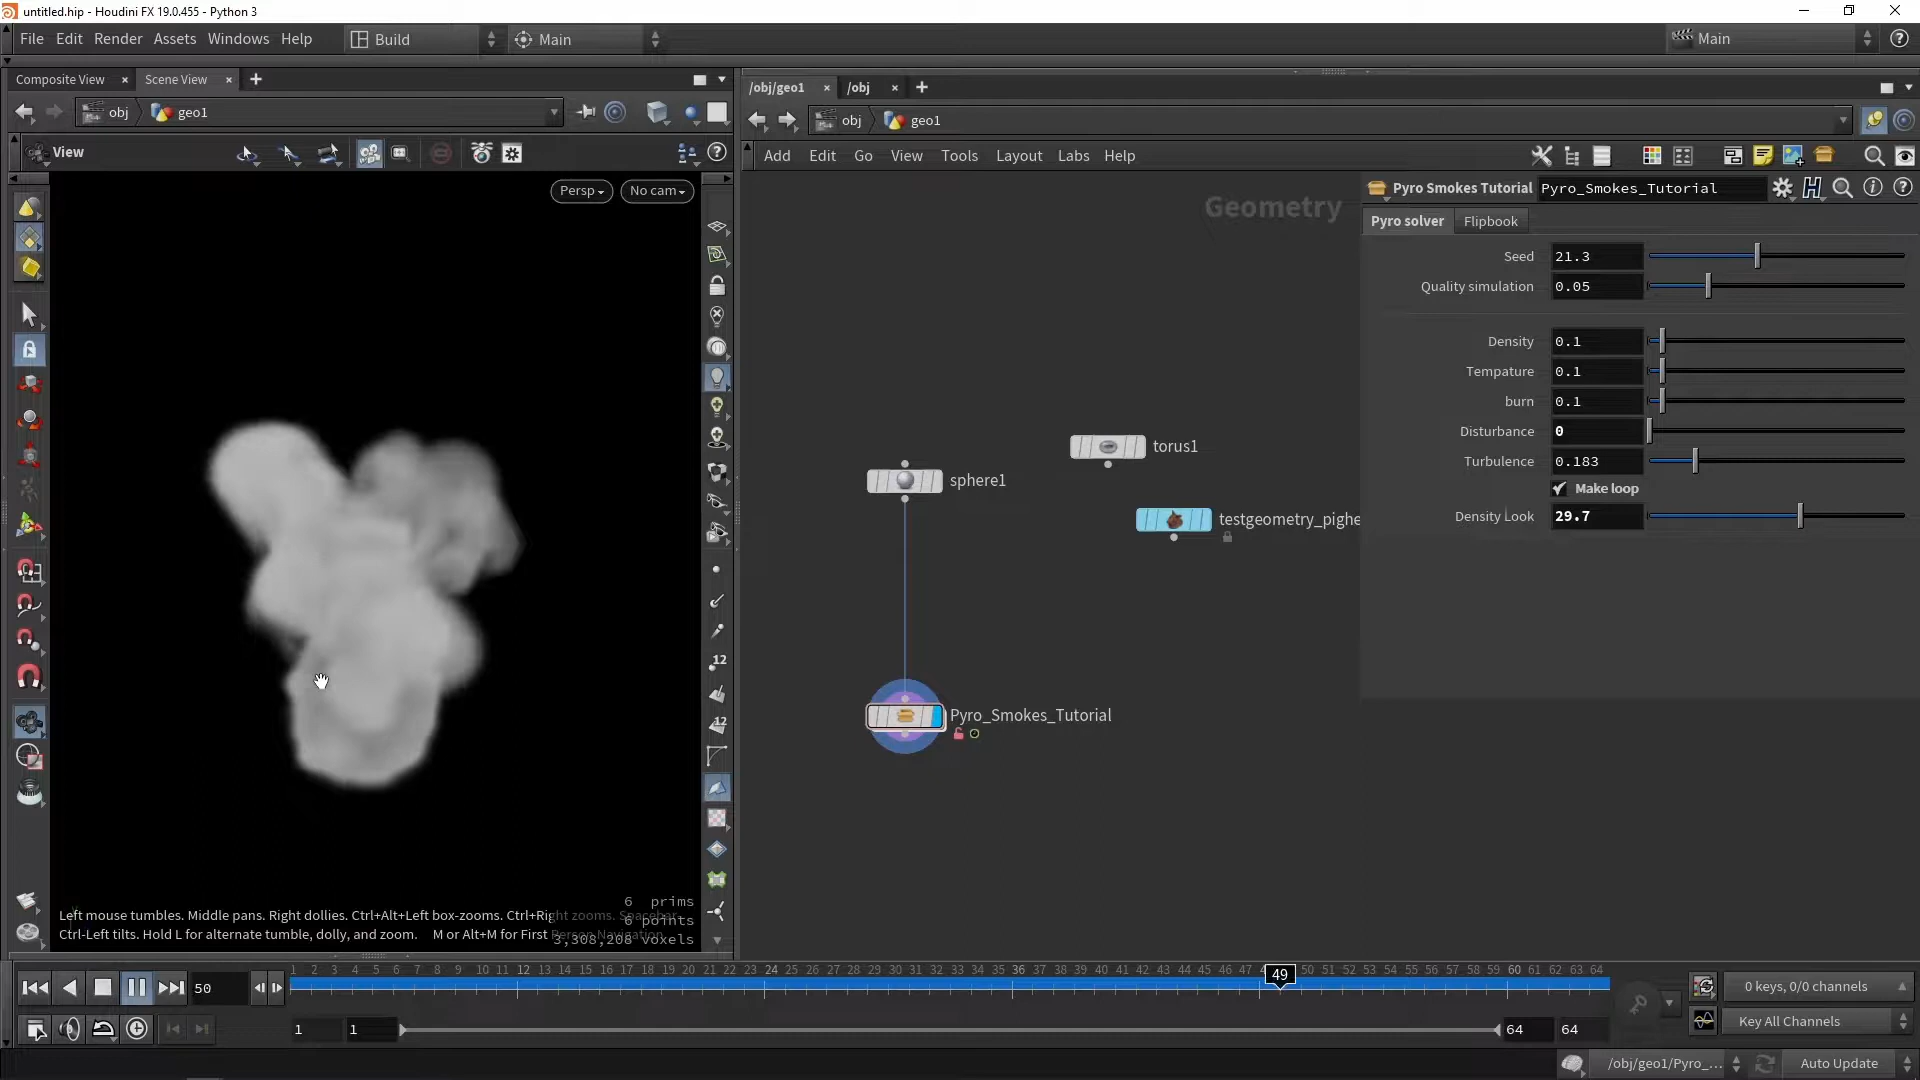 untitled.hip - Houdini FX 19.0.455 - Python 3
File Edit Render Assets Windows Help
Build
Main
Main
Composite View × Scene View × +
obj geo1
View
Persp
No cam
6 prims
6 points
3,308,208 voxels
Left mouse tumbles. Middle pans. Right dollies. Ctrl+Alt+Left box-zooms. Ctrl+Right zooms. Spacebar-
Ctrl-Left tilts. Hold L for alternate tumble, dolly, and zoom. M or Alt+M for First Person Navigation.
12
12
/obj/geo1 × /obj × +
obj geo1
Add Edit Go View Tools Layout Labs Help
Geometry
sphere1
torus1
testgeometry_pighe
Pyro_Smokes_Tutorial
Pyro Smokes Tutorial Pyro_Smokes_Tutorial
Pyro solver Flipbook
Seed 21.3
Quality simulation 0.05
Density 0.1
Tempature 0.1
burn 0.1
Disturbance 0
Turbulence 0.183
Make loop
Density Look 29.7
50
1 2 3 4 5 6 7 8 9 10 11 12 13 14 15 16 17 18 19 20 21 22 23 24 25 26 27 28 29 30 31 32 33 34 35 36 37 38 39 40 41 42 43 44 45 46 47 49 50 51 52 53 54 55 56 57 58 59 60 61 62 63 64
0 keys, 0/0 channels
1 1 64 64
Key All Channels
/obj/geo1/Pyro_...
Auto Update